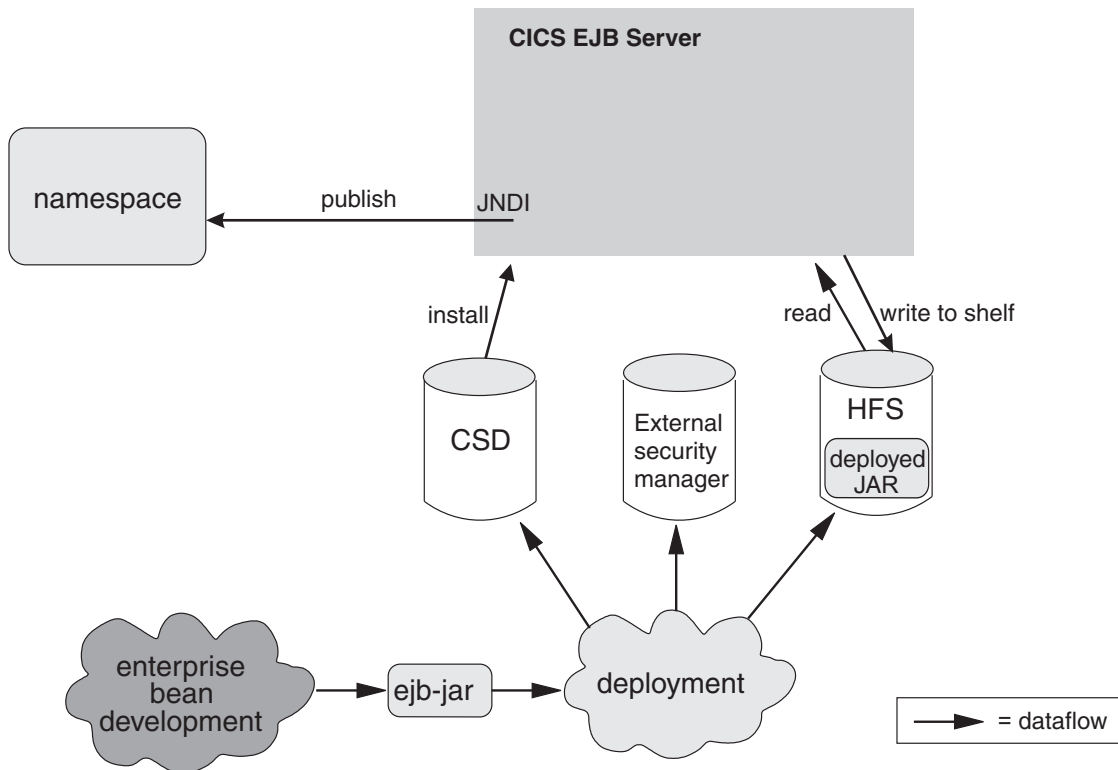 CICS EJB Server
namespace
publish
JNDI
install
read
write to shelf
CSD
External
security
manager
HFS
deployed
JAR
enterprise
bean
development
ejb-jar
deployment
= dataflow